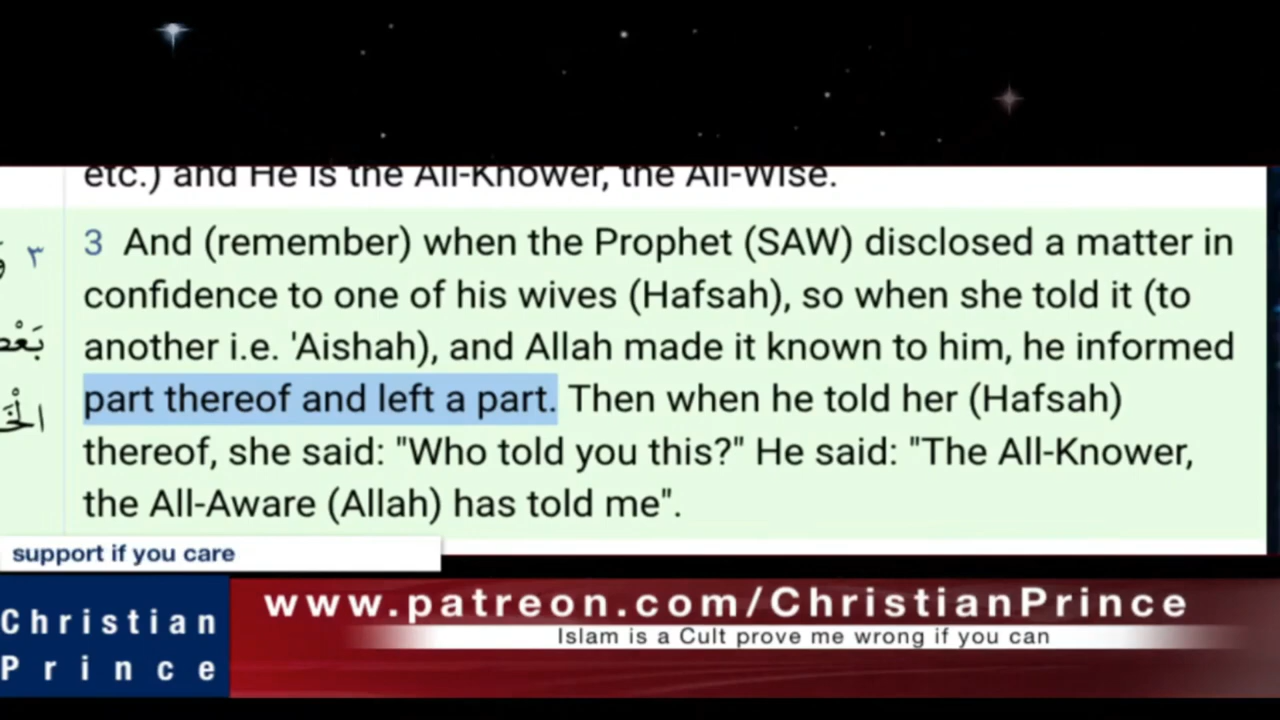 etc.) and He is the All-Knower, the All-Wise.
3 And (remember) when the Prophet (SAW) disclosed a matter in
٣
confidence to one of his wives (Hafsah), so when she told it (to
another i.e. 'Aishah), and Allah made it known to him, he informed
part thereof and left a part. Then when he told her (Hafsah)
thereof, she said: "Who told you this?" He said: "The All-Knower,
the All-Aware (Allah) has told me".
support if you care
Christian
Prince
www.patreon.com/ChristianPrince
Islam is a Cult prove me wrong if you can